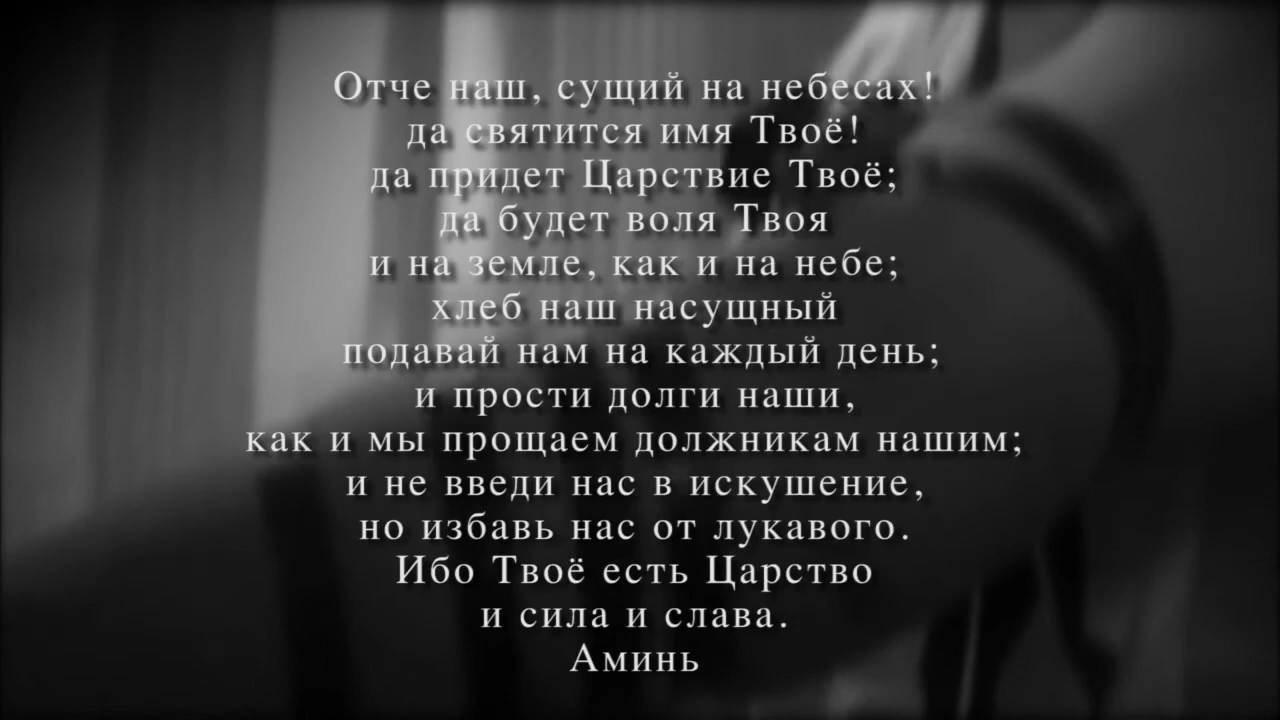 Отче наш, сущий на небесах!
да святится имя Твоё!
да придет Царствие Твоё;
да будет воля Твоя
и на земле, как и на небе;
хлеб наш насущный
подавай нам на каждый день;
и прости долги наши,
как и мы прощаем должникам нашим;
и не введи нас в искушение,
но избавь нас от лукавого.
Ибо Твоё есть Царство
и сила и слава.
Аминь